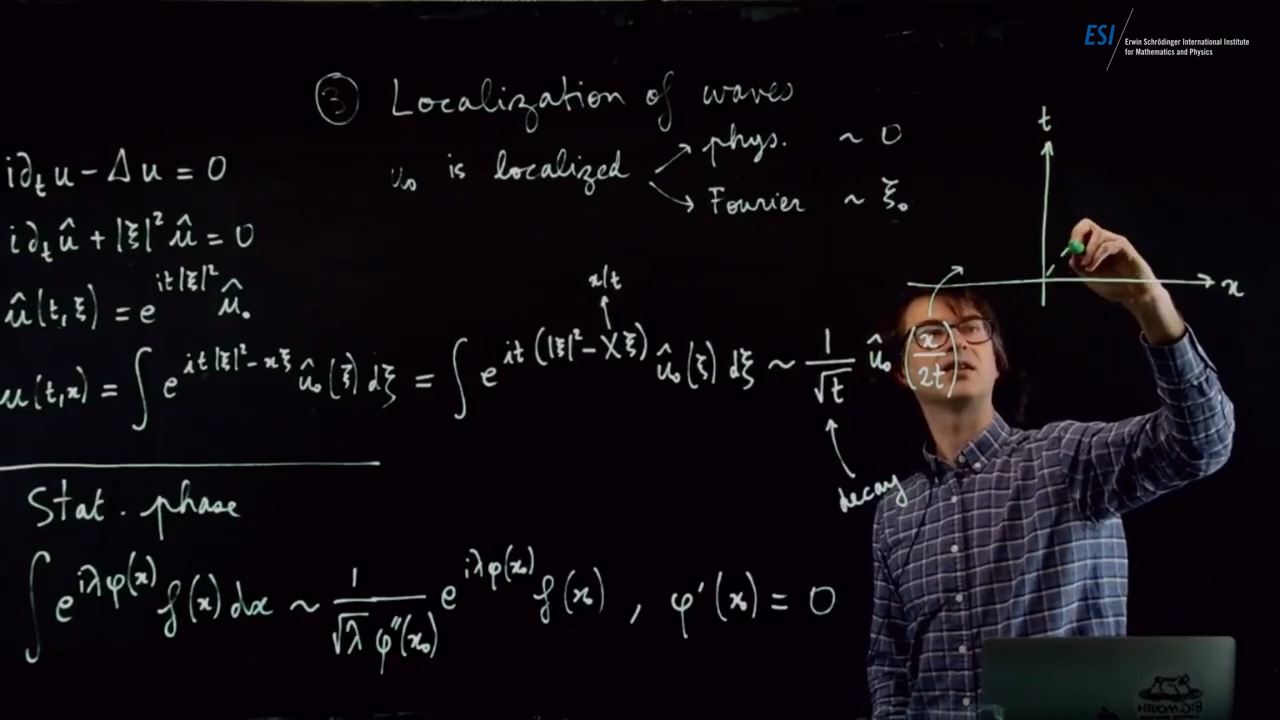 ESI Erwin Schrödinger International Institute
for Mathematics and Physics
③ Localization of waves
u₀ is localized → phys. ~ 0
→ Fourier ~ ξ₀
i∂ₜu − Δu = 0
i∂ₜû + |ξ|² û = 0
û(t,ξ) = e^{it|ξ|²} û₀
u(t,x) = ∫ e^{it|ξ|² − xξ} û₀(ξ) dξ = ∫ e^{it(|ξ|² − Xξ)} û₀(ξ) dξ ~ 1/√t û₀(x/2t)
x/t
decay
t
x
Stat. phase
∫ e^{iλφ(x)} f(x) dx ~ 1/(√λ φ''(x₀)) e^{iλφ(x₀)} f(x₀) , φ'(x₀) = 0